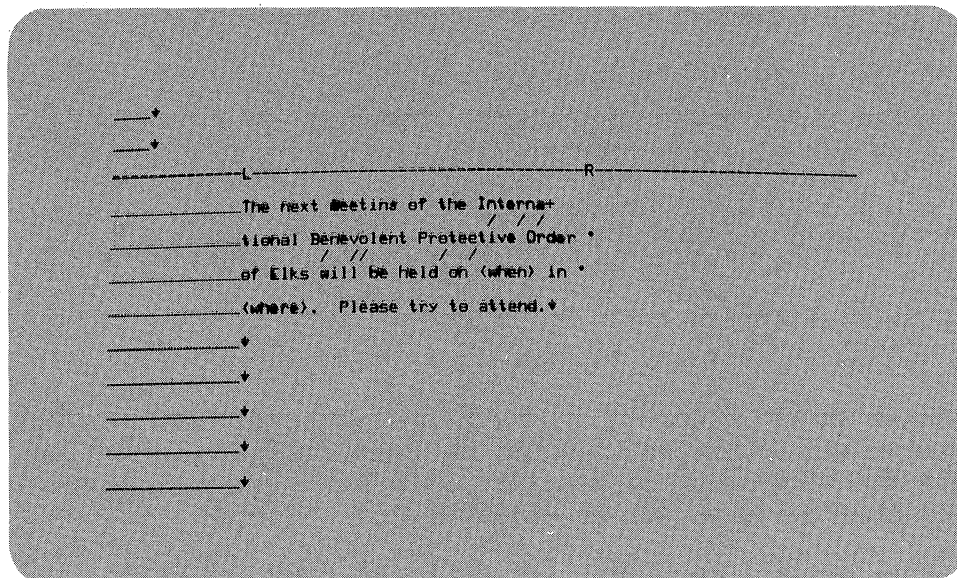 L R
The next meeting of the Interna+
tional Benevolent Protective Order
of Elks will be held on <when> in
<where>. Please try to attend.